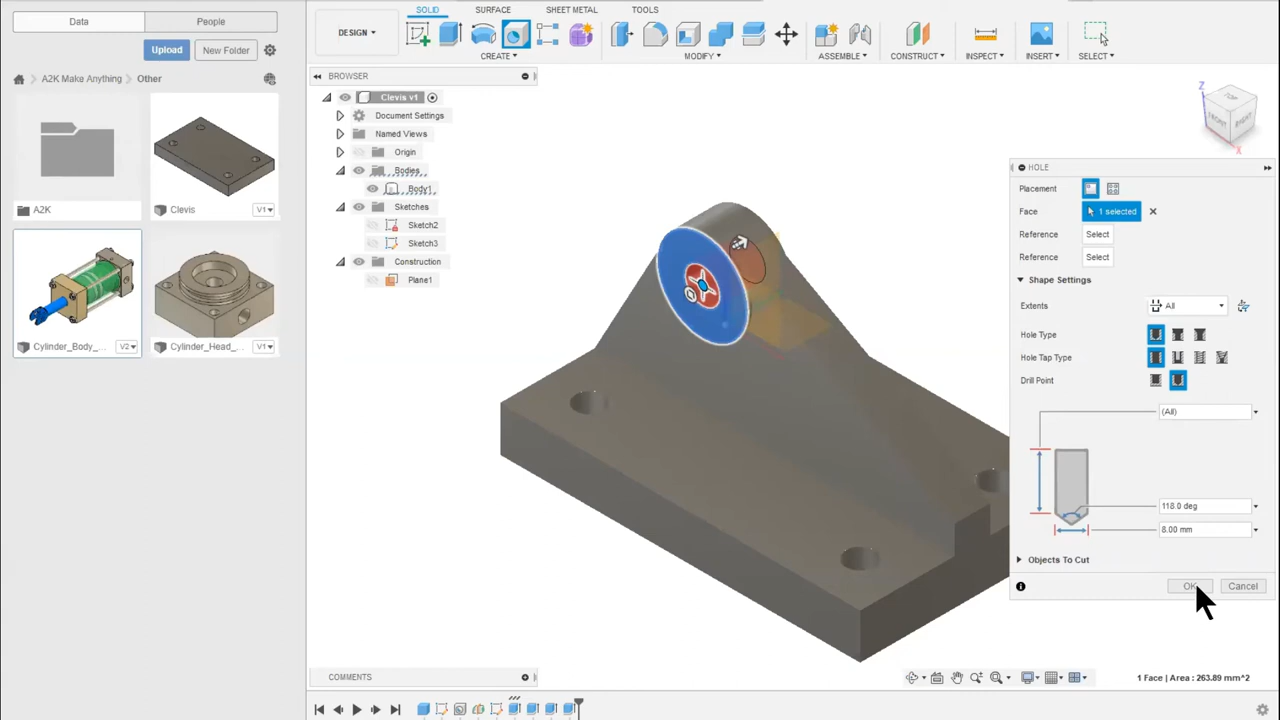 Data People
Upload New Folder
A2K Make Anything Other
A2K
Clevis V1
Cylinder_Body_... V2
Cylinder_Head_... V1
DESIGN
SOLID SURFACE SHEET METAL TOOLS
CREATE MODIFY ASSEMBLE CONSTRUCT INSPECT INSERT SELECT
BROWSER
Clevis v1
Document Settings
Named Views
Origin
Bodies
Body1
Sketches
Sketch2
Sketch3
Construction
Plane1
Z
TOP
FRONT
RIGHT
X
HOLE
Placement
Face 1 selected
Reference Select
Reference Select
Shape Settings
Extents All
Hole Type
Hole Tap Type
Drill Point
(All)
118.0 deg
8.00 mm
Objects To Cut
OK Cancel
COMMENTS
1 Face | Area : 263.89 mm^2